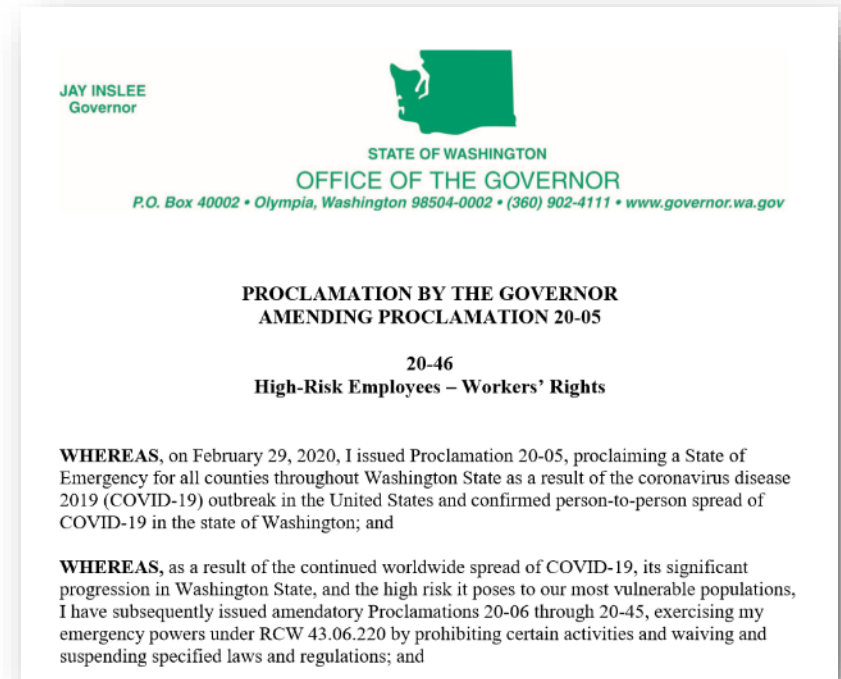 JAY INSLEE
Governor
STATE OF WASHINGTON
OFFICE OF THE GOVERNOR
P.O. Box 40002 • Olympia, Washington 98504-0002 • (360) 902-4111 • www.governor.wa.gov
PROCLAMATION BY THE GOVERNOR
AMENDING PROCLAMATION 20-05
20-46
High-Risk Employees – Workers' Rights
WHEREAS, on February 29, 2020, I issued Proclamation 20-05, proclaiming a State of
Emergency for all counties throughout Washington State as a result of the coronavirus disease
2019 (COVID-19) outbreak in the United States and confirmed person-to-person spread of
COVID-19 in the state of Washington; and
WHEREAS, as a result of the continued worldwide spread of COVID-19, its significant
progression in Washington State, and the high risk it poses to our most vulnerable populations,
I have subsequently issued amendatory Proclamations 20-06 through 20-45, exercising my
emergency powers under RCW 43.06.220 by prohibiting certain activities and waiving and
suspending specified laws and regulations; and